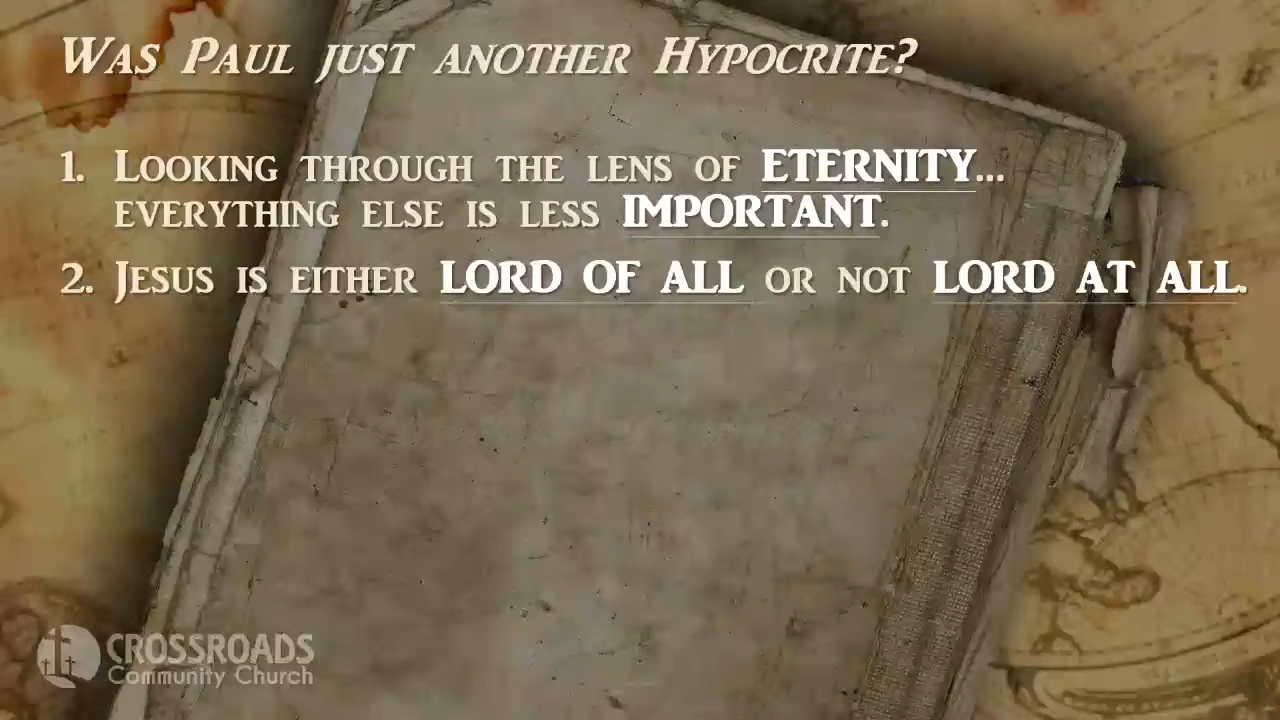 Was Paul just another Hypocrite?
1. Looking through the lens of ETERNITY...
everything else is less IMPORTANT.
2. Jesus is either LORD OF ALL or not LORD AT ALL.
CROSSROADS
Community Church